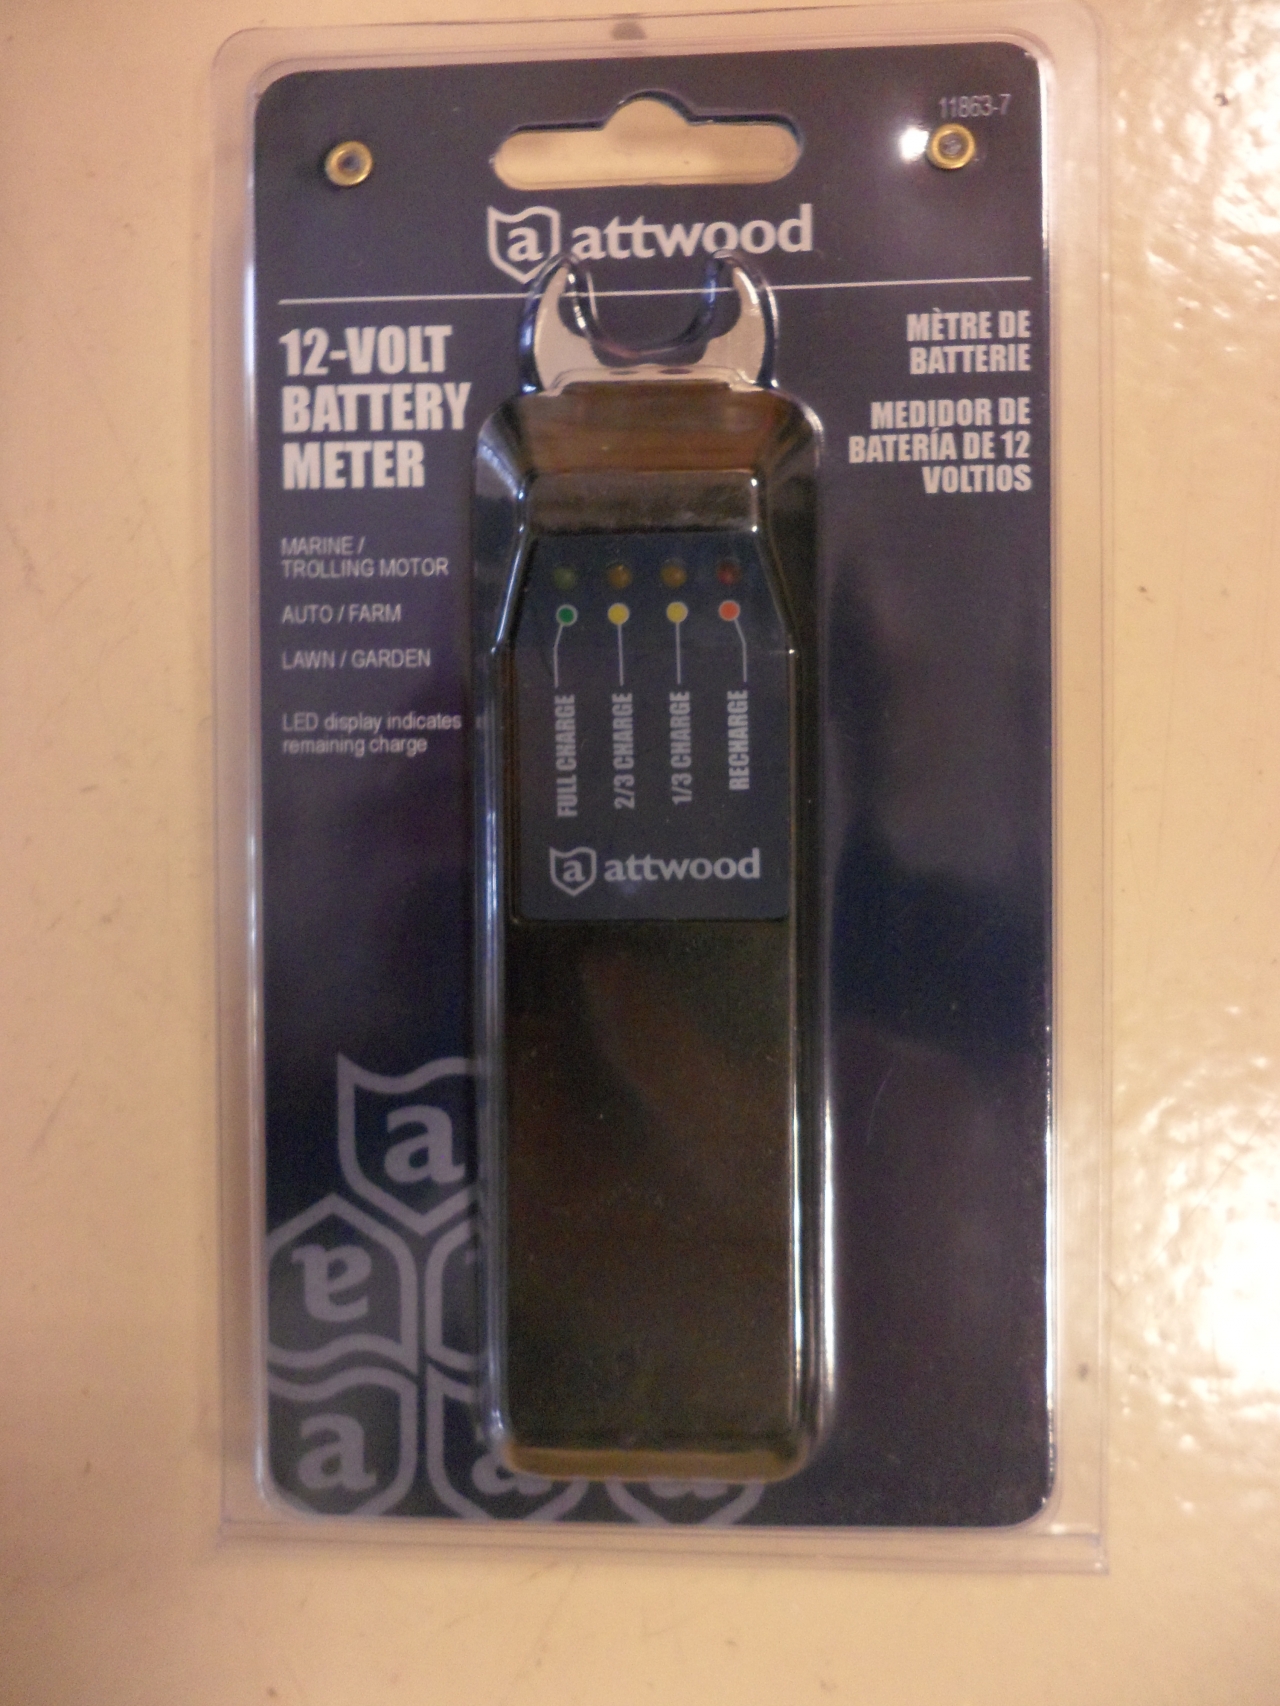 11863-7
a attwood
12-VOLT
BATTERY
METER
MARINE /
TROLLING MOTOR
AUTO / FARM
LAWN / GARDEN
LED display indicates
remaining charge
MÈTRE DE
BATTERIE
MEDIDOR DE
BATERÍA DE 12
VOLTIOS
FULL CHARGE
2/3 CHARGE
1/3 CHARGE
RECHARGE
a attwood
a
a
a
a
a